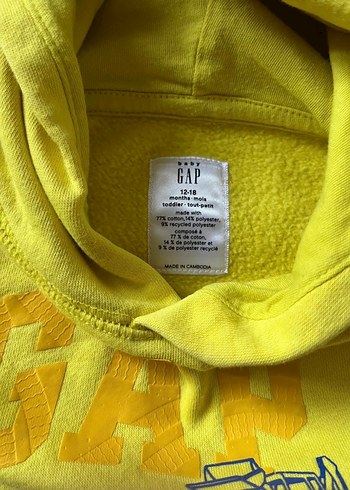 baby
GAP
12-18
months·mois
toddler·tout-petit
made with
77% cotton,14% polyester,
9% recycled polyester
composé à
77 % de coton,
14 % de polyester et
9 % de polyester recyclé
MADE IN CAMBODIA
GAP